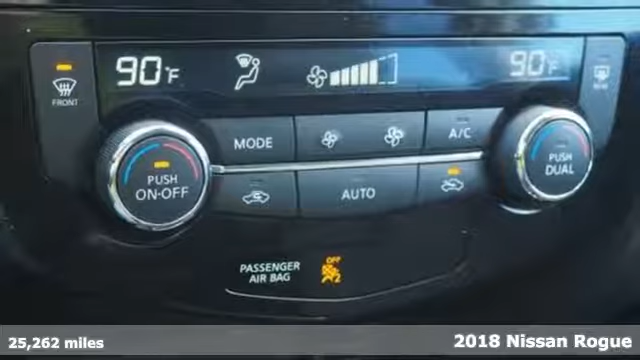 90°F 90°F
FRONT REAR
MODE A/C
PUSH
ON-OFF
PUSH
DUAL
AUTO
PASSENGER
AIR BAG
OFF
2
25,262 miles 2018 Nissan Rogue